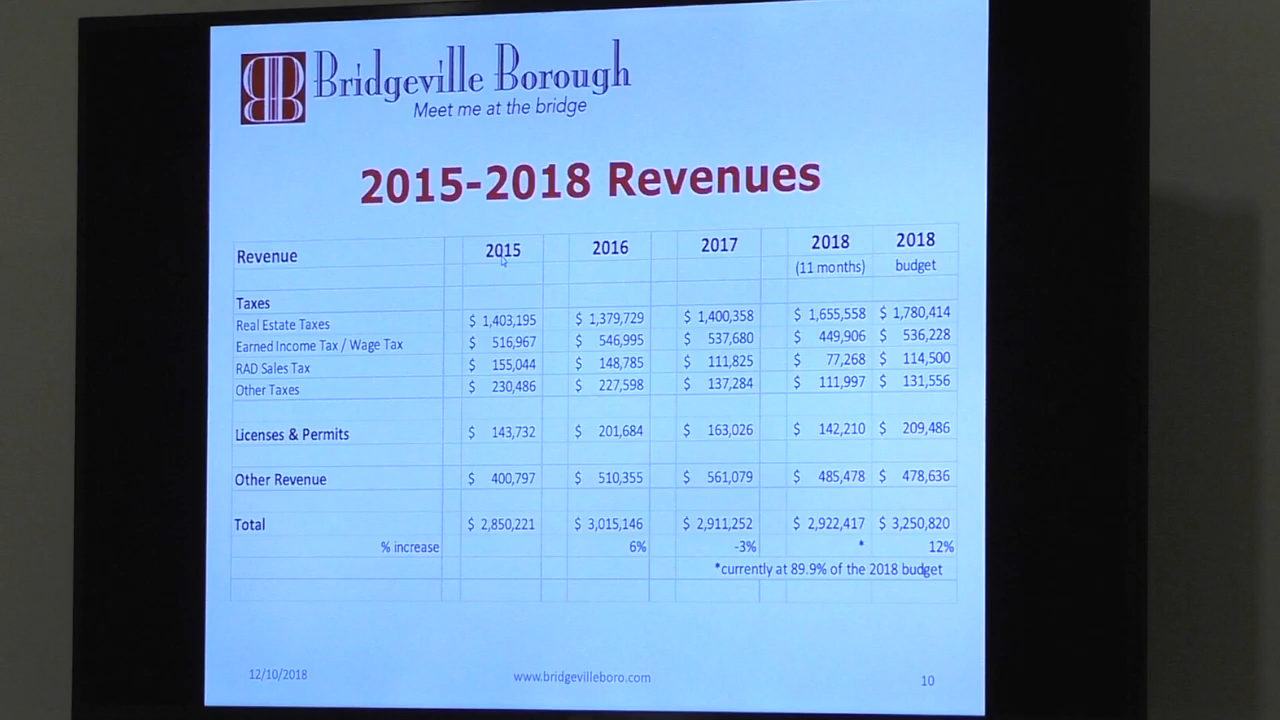 Bridgeville Borough
Meet me at the bridge
2015-2018 Revenues
Revenue 2015 2016 2017 2018 2018
(11 months) budget
Taxes
Real Estate Taxes $ 1,403,195 $ 1,379,729 $ 1,400,358 $ 1,655,558 $ 1,780,414
Earned Income Tax / Wage Tax $ 516,967 $ 546,995 $ 537,680 $ 449,906 $ 536,228
RAD Sales Tax $ 155,044 $ 148,785 $ 111,825 $ 77,268 $ 114,500
Other Taxes $ 230,486 $ 227,598 $ 137,284 $ 111,997 $ 131,556
Licenses & Permits $ 143,732 $ 201,684 $ 163,026 $ 142,210 $ 209,486
Other Revenue $ 400,797 $ 510,355 $ 561,079 $ 485,478 $ 478,636
Total $ 2,850,221 $ 3,015,146 $ 2,911,252 $ 2,922,417 $ 3,250,820
% increase 6% -3% * 12%
*currently at 89.9% of the 2018 budget
12/10/2018 www.bridgevilleboro.com 10